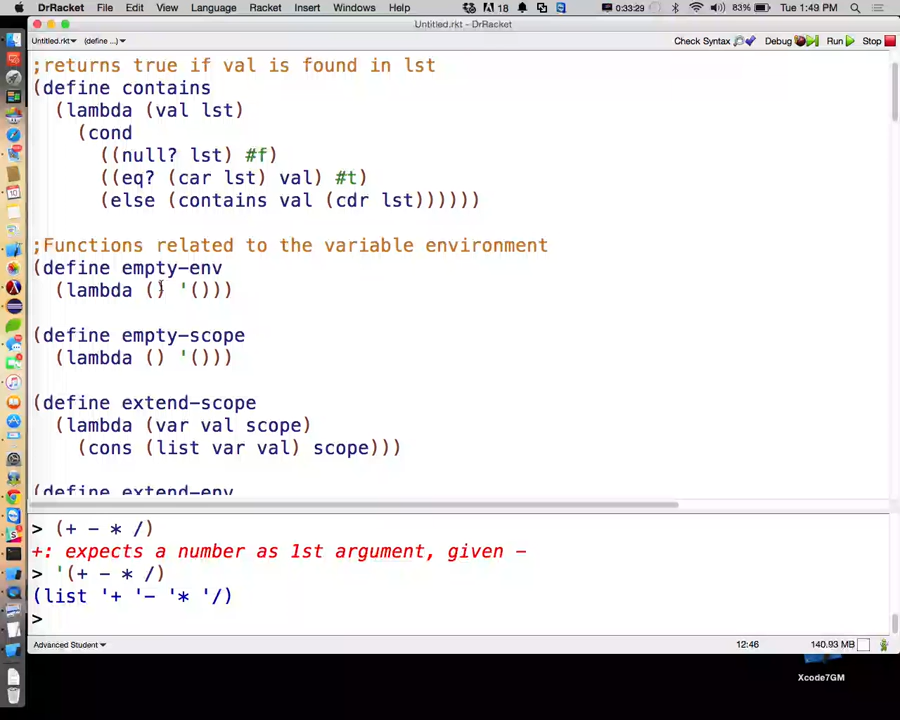 DrRacket File Edit View Language Racket Insert Windows Help 18 0:33:29 83% Tue 1:49 PM
Untitled.rkt - DrRacket
Untitled.rkt (define ...) Check Syntax Debug Run Stop
;returns true if val is found in lst
(define contains
(lambda (val lst)
(cond
((null? lst) #f)
((eq? (car lst) val) #t)
(else (contains val (cdr lst))))))
;Functions related to the variable environment
(define empty-env
(lambda () '()))
(define empty-scope
(lambda () '()))
(define extend-scope
(lambda (var val scope)
(cons (list var val) scope)))
(define extend-env
> (+ - * /)
+: expects a number as 1st argument, given -
> '(+ - * /)
(list '+ '- '* '/)
>
Advanced Student 12:46 140.93 MB
Xcode7GM